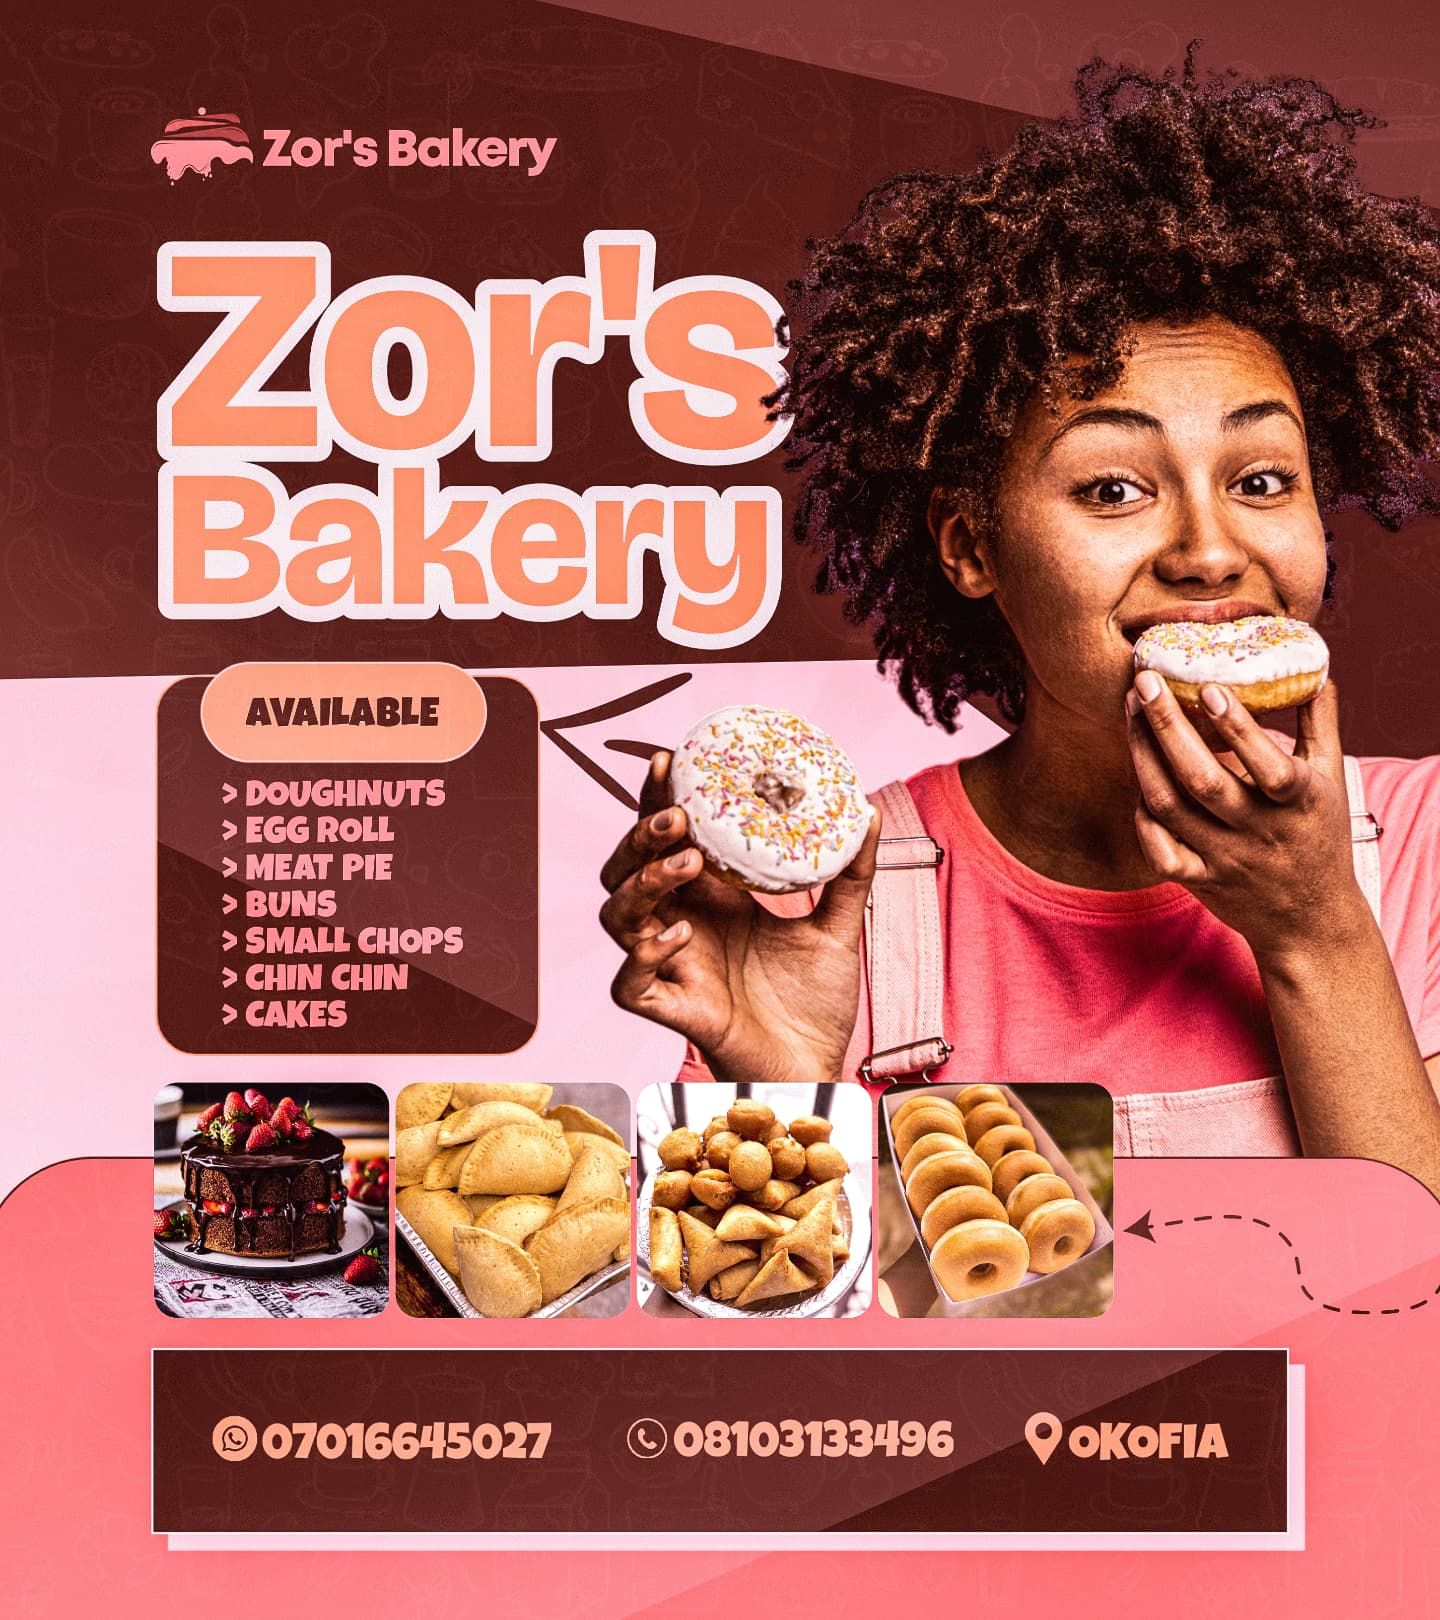 Zor's Bakery
Zor's
Bakery
AVAILABLE
> DOUGHNUTS
> EGG ROLL
> MEAT PIE
> BUNS
> SMALL CHOPS
> CHIN CHIN
> CAKES
07016645027 08103133496 OKOFIA